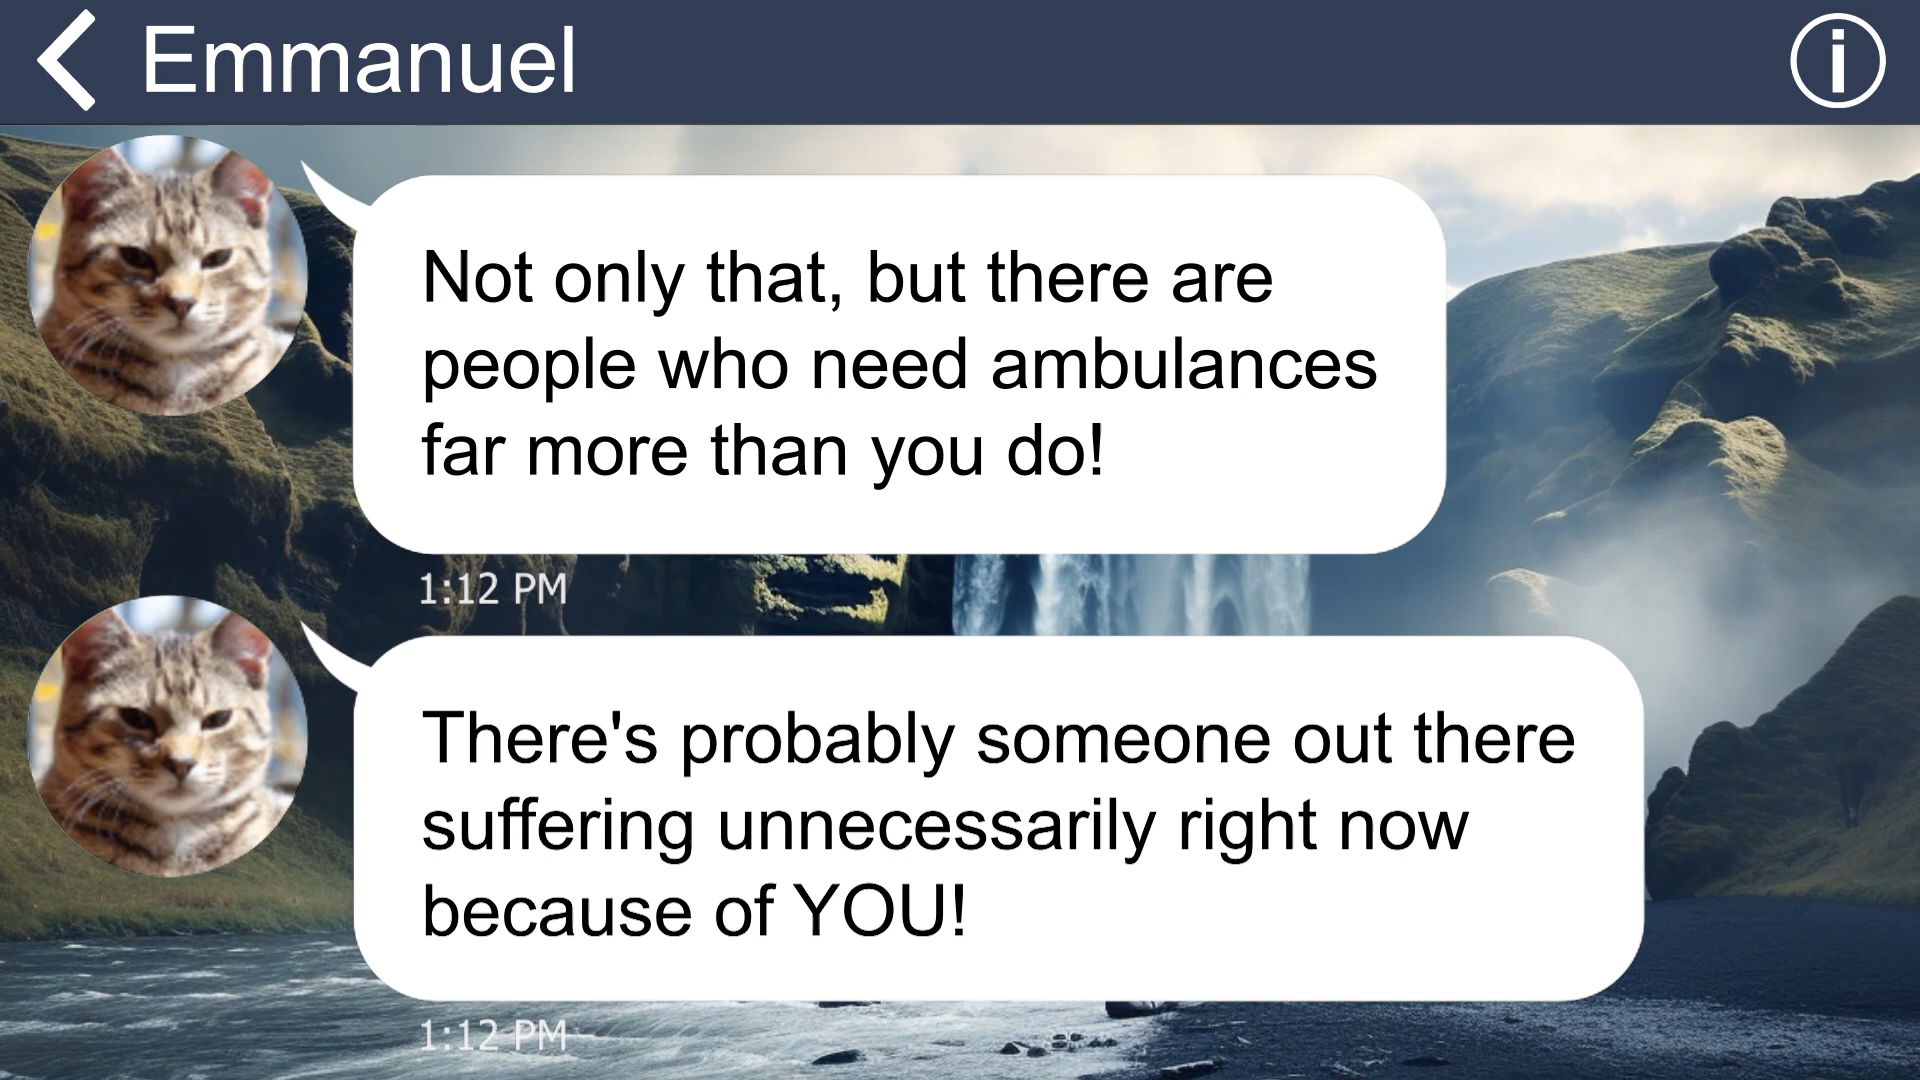 Emmanuel
Not only that, but there are
people who need ambulances
far more than you do!
1:12 PM
There's probably someone out there
suffering unnecessarily right now
because of YOU!
1:12 PM